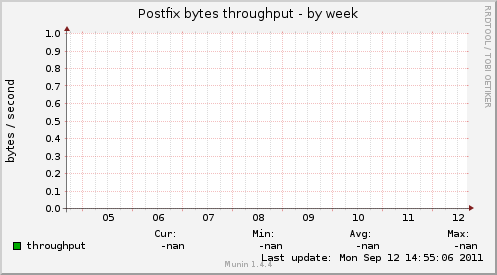 Postfix bytes throughput - by week
RRDTOOL / TOBI OETIKER
bytes / second
1.0
0.9
0.8
0.7
0.6
0.5
0.4
0.3
0.2
0.1
0.0
05 06 07 08 09 10 11 12
Cur: Min: Avg: Max:
throughput -nan -nan -nan -nan
Last update: Mon Sep 12 14:55:06 2011
Munin 1.4.4